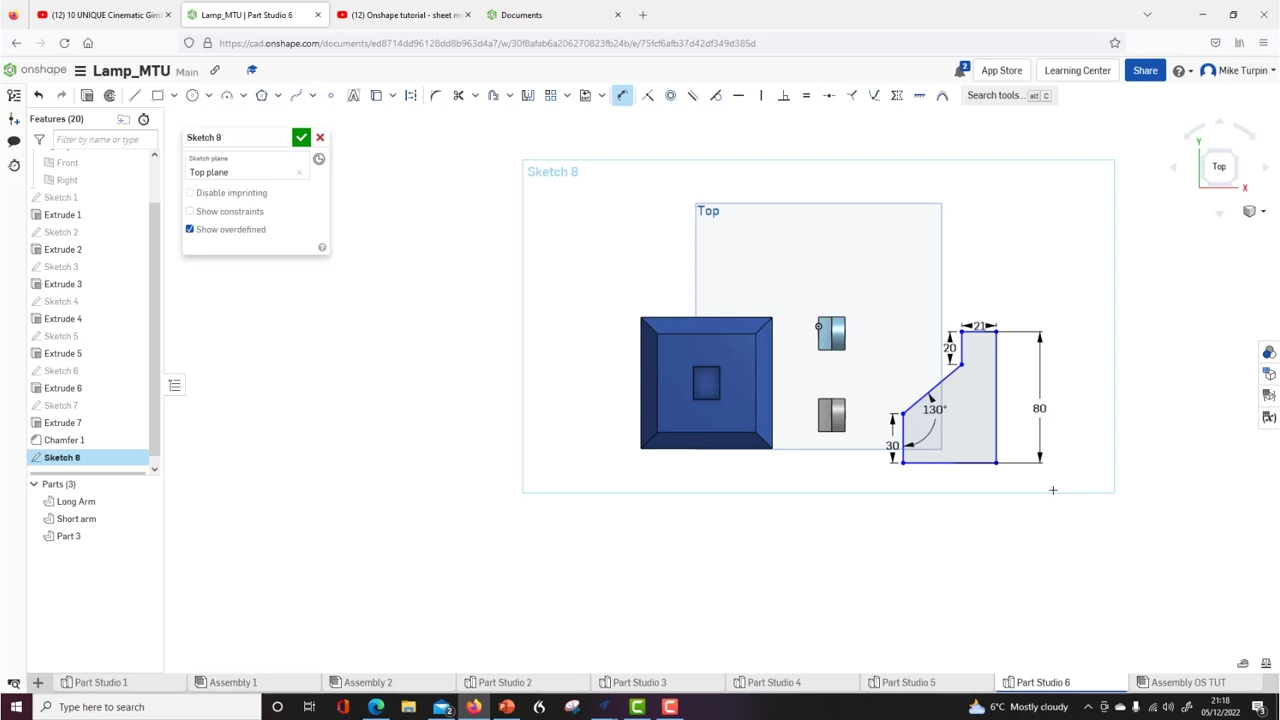 (12) 10 UNIQUE Cinematic Giml
Lamp_MTU | Part Studio 6
(12) Onshape tutorial - sheet m
Documents
https://cad.onshape.com/documents/ed8714dd96128dd8b963d4a7/w/30f8afab6a206270823fb24b/e/75fcf6afb37d42df349d385d
onshape
Lamp_MTU
Main
2
App Store
Learning Center
Share
Mike Turpin
Search tools...
alt C
Features (20)
Filter by name or type
Front
Right
Sketch 1
Extrude 1
Sketch 2
Extrude 2
Sketch 3
Extrude 3
Sketch 4
Extrude 4
Sketch 5
Extrude 5
Sketch 6
Extrude 6
Sketch 7
Extrude 7
Chamfer 1
Sketch 8
Parts (3)
Long Arm
Short arm
Part 3
Sketch 8
Sketch plane
Top plane
Disable imprinting
Show constraints
Show overdefined
Sketch 8
Top
21
20
130°
80
30
Y
Top
X
Part Studio 1
Assembly 1
Assembly 2
Part Studio 2
Part Studio 3
Part Studio 4
Part Studio 5
Part Studio 6
Assembly OS TUT
Type here to search
6°C Mostly cloudy
21:18
05/12/2022